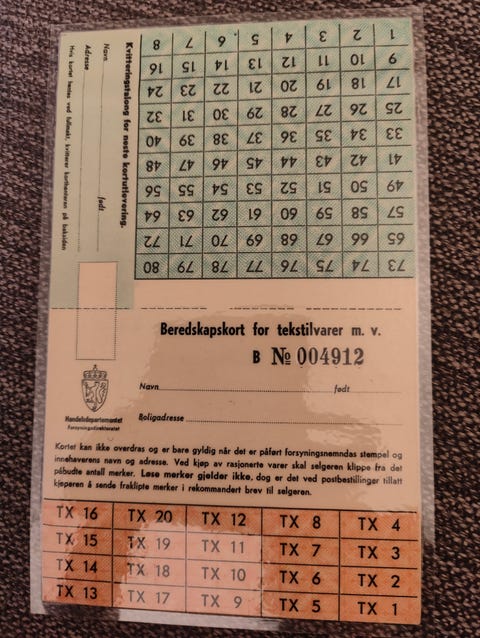 73 74 75 76 77 78 79 80
65 66 67 68 69 70 71 72
57 58 59 60 61 62 63 64
49 50 51 52 53 54 55 56
41 42 43 44 45 46 47 48
33 34 35 36 37 38 39 40
25 26 27 28 29 30 31 32
17 18 19 20 21 22 23 24
9 10 11 12 13 14 15 16
1 2 3 4 5 6 7 8
Kvitteringstalong for neste kortutlevering.
Navn født
Adresse
Hvis kortet hentes ved fullmakt, kvitterer korthenteren på baksiden
Beredskapskort for tekstilvarer m. v.
B № 004912
Navn født
Boligadresse
Handelsdepartementet
Forsyningsdirektoratet
Kortet kan ikke overdras og er bare gyldig når det er påført forsyningsnemndas stempel og
innehaverens navn og adresse. Ved kjøp av rasjonerte varer skal selgeren klippe fra det
påbudte antall merker. Løse merker gjelder ikke, dog er det ved postbestillinger tillatt
kjøperen å sende fraklipte merker i rekommandert brev til selgeren.
TX 16 TX 20 TX 12 TX 8 TX 4
TX 15 TX 19 TX 11 TX 7 TX 3
TX 14 TX 18 TX 10 TX 6 TX 2
TX 13 TX 17 TX 9 TX 5 TX 1